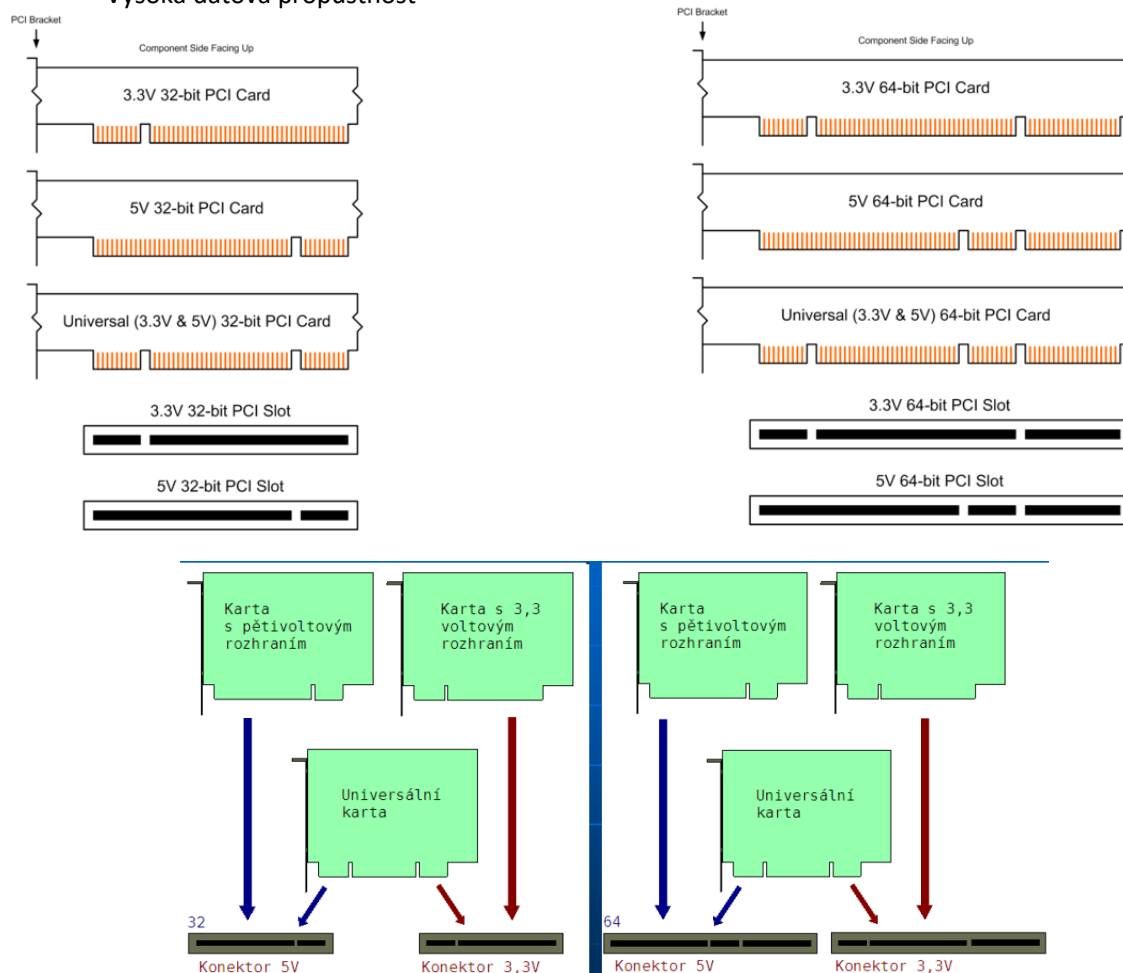 Vysoká datová propustnost
PCI Bracket
Component Side Facing Up
3.3V 32-bit PCI Card
5V 32-bit PCI Card
Universal (3.3V & 5V) 32-bit PCI Card
3.3V 32-bit PCI Slot
5V 32-bit PCI Slot
PCI Bracket
Component Side Facing Up
3.3V 64-bit PCI Card
5V 64-bit PCI Card
Universal (3.3V & 5V) 64-bit PCI Card
3.3V 64-bit PCI Slot
5V 64-bit PCI Slot
Karta
s pětivoltovým
rozhraním
Karta s 3,3
voltovým
rozhraním
Universální
karta
32
Konektor 5V
Konektor 3,3V
Karta
s pětivoltovým
rozhraním
Karta s 3,3
voltovým
rozhraním
Universální
karta
64
Konektor 5V
Konektor 3,3V